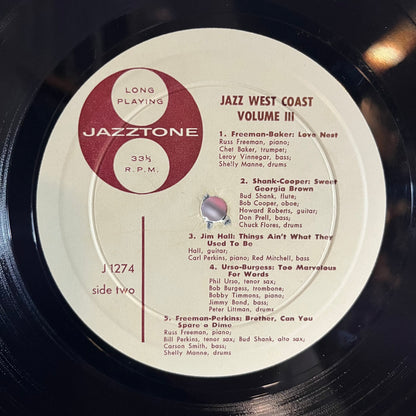 LONG
PLAYING
JAZZTONE
33⅓
R.P.M.
J 1274
side two
JAZZ WEST COAST
VOLUME III
1. Freeman-Baker: Love Nest
Russ Freeman, piano;
Chet Baker, trumpet;
Leroy Vinnegar, bass;
Shelly Manne, drums
2. Shank-Cooper: Sweet
Georgia Brown
Bud Shank, flute;
Bob Cooper, oboe;
Howard Roberts, guitar;
Don Prell, bass;
Chuck Flores, drums
3. Jim Hall: Things Ain't What They
Used To Be
Hall, guitar;
Carl Perkins, piano; Red Mitchell, bass
4. Urso-Burgess: Too Marvelous
For Words
Phil Urso, tenor sax;
Bob Burgess, trombone;
Bobby Timmons, piano;
Jimmy Bond, bass;
Peter Littman, drums
5. Freeman-Perkins: Brother, Can You
Spare a Dime
Russ Freeman, piano;
Bill Perkins, tenor sax; Bud Shank, alto sax;
Carson Smith, bass;
Shelly Manne, drums